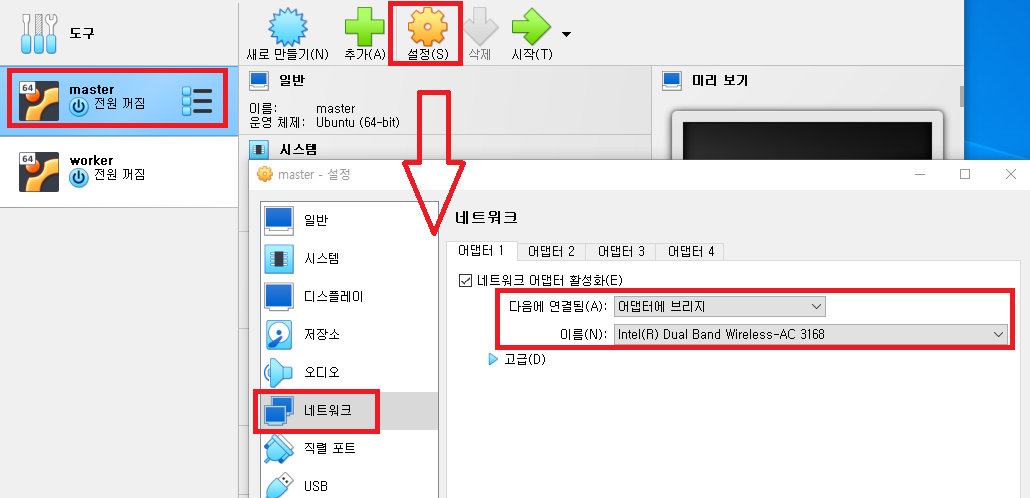 도구
새로 만들기(N) 추가(A) 설정(S) 삭제 시작(T)
64 master
전원 꺼짐
64 worker
전원 꺼짐
일반
이름: master
운영 체제: Ubuntu (64-bit)
시스템
미리 보기
master - 설정
일반
시스템
디스플레이
저장소
오디오
네트워크
직렬 포트
USB
네트워크
어댑터 1 어댑터 2 어댑터 3 어댑터 4
네트워크 어댑터 활성화(E)
다음에 연결됨(A): 어댑터에 브리지
이름(N): Intel(R) Dual Band Wireless-AC 3168
고급(D)